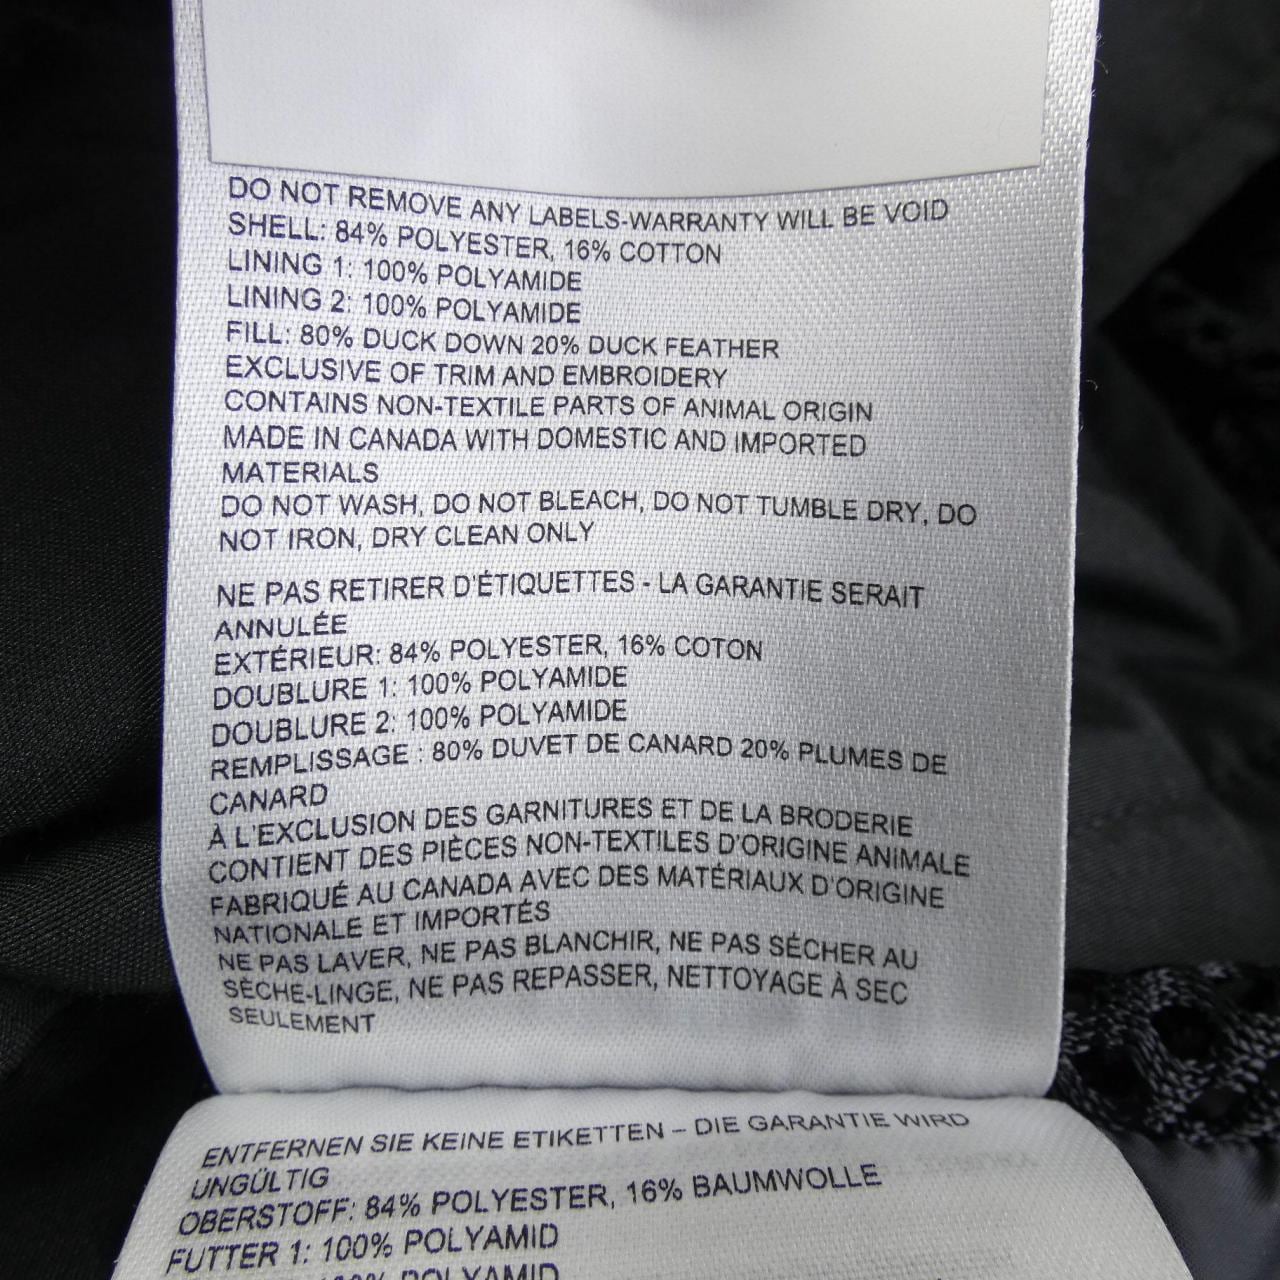 DO NOT REMOVE ANY LABELS-WARRANTY WILL BE VOID
SHELL: 84% POLYESTER, 16% COTTON
LINING 1: 100% POLYAMIDE
LINING 2: 100% POLYAMIDE
FILL: 80% DUCK DOWN 20% DUCK FEATHER
EXCLUSIVE OF TRIM AND EMBROIDERY
CONTAINS NON-TEXTILE PARTS OF ANIMAL ORIGIN
MADE IN CANADA WITH DOMESTIC AND IMPORTED
MATERIALS
DO NOT WASH, DO NOT BLEACH, DO NOT TUMBLE DRY, DO
NOT IRON, DRY CLEAN ONLY
NE PAS RETIRER D'ÉTIQUETTES - LA GARANTIE SERAIT
ANNULÉE
EXTÉRIEUR: 84% POLYESTER, 16% COTON
DOUBLURE 1: 100% POLYAMIDE
DOUBLURE 2: 100% POLYAMIDE
REMPLISSAGE : 80% DUVET DE CANARD 20% PLUMES DE
CANARD
À L'EXCLUSION DES GARNITURES ET DE LA BRODERIE
CONTIENT DES PIÈCES NON-TEXTILES D'ORIGINE ANIMALE
FABRIQUÉ AU CANADA AVEC DES MATÉRIAUX D'ORIGINE
NATIONALE ET IMPORTÉS
NE PAS LAVER, NE PAS BLANCHIR, NE PAS SÉCHER AU
SÈCHE-LINGE, NE PAS REPASSER, NETTOYAGE À SEC
SEULEMENT
ENTFERNEN SIE KEINE ETIKETTEN – DIE GARANTIE WIRD
UNGÜLTIG
OBERSTOFF: 84% POLYESTER, 16% BAUMWOLLE
FUTTER 1: 100% POLYAMID
100% POLYAMID